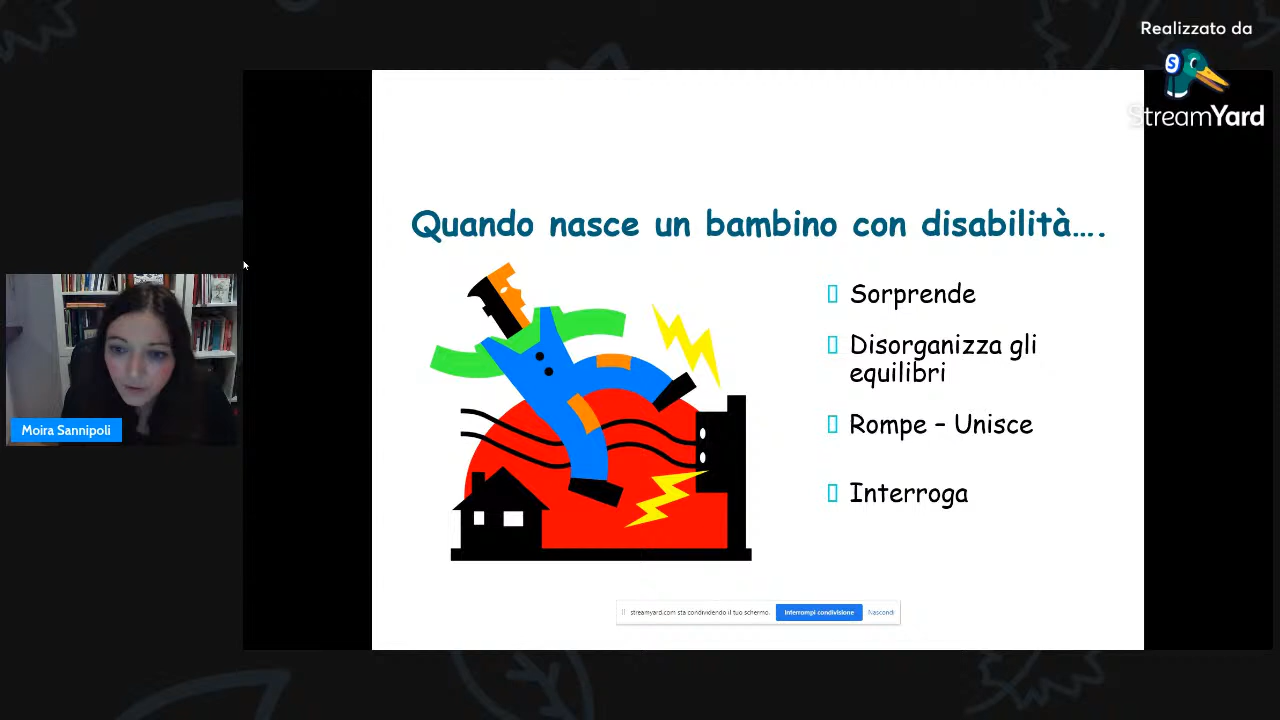 Realizzato da
StreamYard
Quando nasce un bambino con disabilità….
Sorprende
Disorganizza gli
equilibri
Rompe – Unisce
Interroga
Moira Sannipoli
streamyard.com sta condividendo il tuo schermo.
Interrompi condivisione
Nascondi